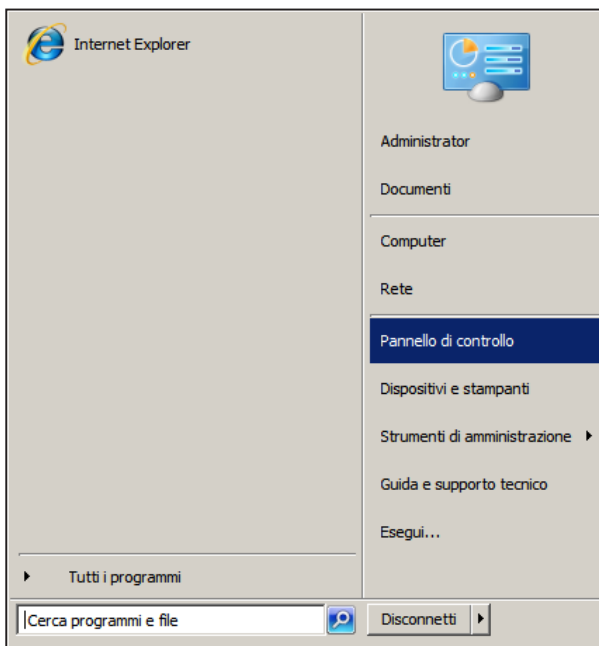 Internet Explorer
Administrator
Documenti
Computer
Rete
Pannello di controllo
Dispositivi e stampanti
Strumenti di amministrazione
Guida e supporto tecnico
Esegui...
Tutti i programmi
Cerca programmi e file
Disconnetti